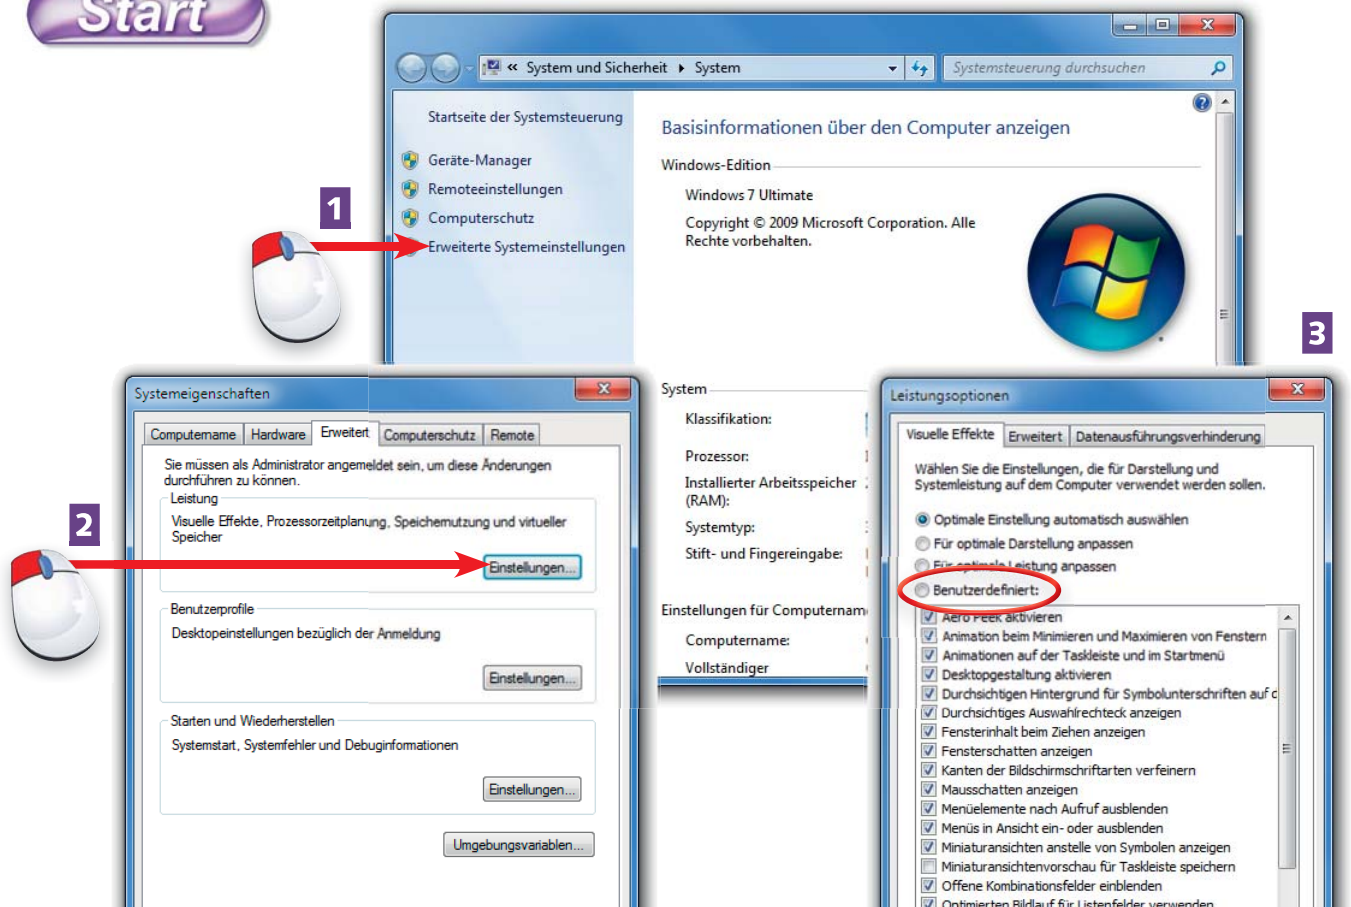 Start
System und Sicherheit
System
Systemsteuerung durchsuchen
Startseite der Systemsteuerung
Geräte-Manager
Remoteeinstellungen
Computerschutz
Erweiterte Systemeinstellungen
Basisinformationen über den Computer anzeigen
Windows-Edition
Windows 7 Ultimate
Copyright © 2009 Microsoft Corporation. Alle
Rechte vorbehalten.
1
System
Klassifikation:
Prozessor:
Installierter Arbeitsspeicher
(RAM):
Systemtyp:
Stift- und Fingereingabe:
Einstellungen für
Computername:
Vollständiger
2
Systemeigenschaften
Computername Hardware Erweitert Computerschutz Remote
Sie müssen als Administrator angemeldet sein, um diese Änderungen
durchführen zu können.
Leistung
Visuelle Effekte, Prozessorzeitplanung, Speichernutzung und virtueller
Speicher
Einstellungen...
Benutzerprofile
Desktopeinstellungen bezüglich der Anmeldung
Einstellungen...
Starten und Wiederherstellen
Systemstart, Systemfehler und Debuginformationen
Einstellungen...
Umgebungsvariablen...
3
Leistungsoptionen
Visuelle Effekte Erweitert Datenausführungsverhinderung
Wählen Sie die Einstellungen, die für Darstellung und
Systemleistung auf dem Computer verwendet werden sollen.
Optimale Einstellung automatisch auswählen
Für optimale Darstellung anpassen
Für optimale Leistung anpassen
Benutzerdefiniert:
Aero Peek aktivieren
Animation beim Minimieren und Maximieren von Fenstern
Animationen auf der Taskleiste und im Startmenü
Desktopgestaltung aktivieren
Durchsichtigen Hintergrund für Symbolunterschriften auf
Durchsichtiges Auswahlrechteck anzeigen
Fensterinhalt beim Ziehen anzeigen
Fensterschatten anzeigen
Kanten der Bildschirmschriftarten verfeinern
Mausschatten anzeigen
Menüelemente nach Aufruf ausblenden
Menüs in Ansicht ein- oder ausblenden
Miniaturansichten anstelle von Symbolen anzeigen
Miniaturansichtenvorschau für Taskleiste speichern
Offene Kombinationsfelder einblenden
Optimierten Bildlauf für Listenfelder verwenden